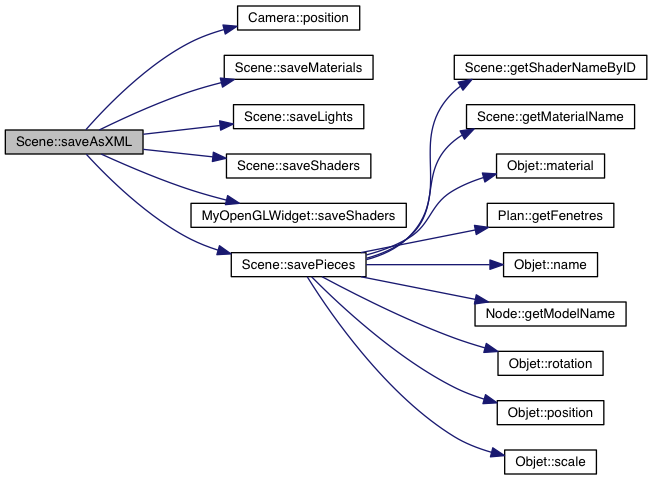 Camera::position
Scene::saveMaterials
Scene::getShaderNameByID
Scene::saveLights
Scene::getMaterialName
Scene::saveAsXML
Scene::saveShaders
Objet::material
MyOpenGLWidget::saveShaders
Plan::getFenetres
Scene::savePieces
Objet::name
Node::getModelName
Objet::rotation
Objet::position
Objet::scale